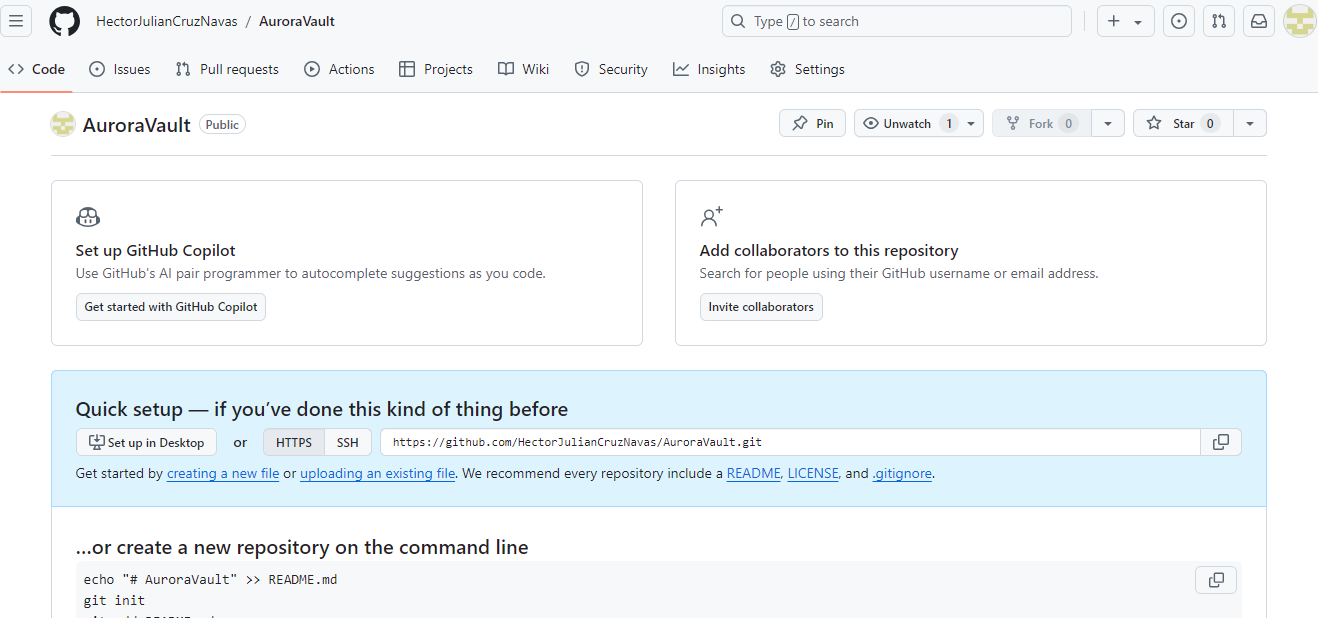 HectorJulianCruzNavas / AuroraVault
Type / to search
Code Issues Pull requests Actions Projects Wiki Security Insights Settings
AuroraVault Public
Pin Unwatch 1 Fork 0 Star 0
Set up GitHub Copilot
Use GitHub's AI pair programmer to autocomplete suggestions as you code.
Get started with GitHub Copilot
Add collaborators to this repository
Search for people using their GitHub username or email address.
Invite collaborators
Quick setup — if you’ve done this kind of thing before
Set up in Desktop or HTTPS SSH https://github.com/HectorJulianCruzNavas/AuroraVault.git
Get started by creating a new file or uploading an existing file. We recommend every repository include a README, LICENSE, and .gitignore.
…or create a new repository on the command line
echo "# AuroraVault" >> README.md
git init